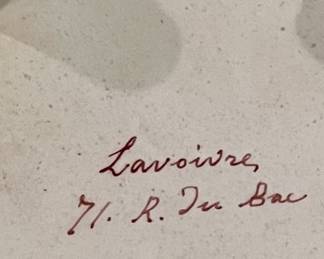 Lavoivre,
71. R. Du Bac